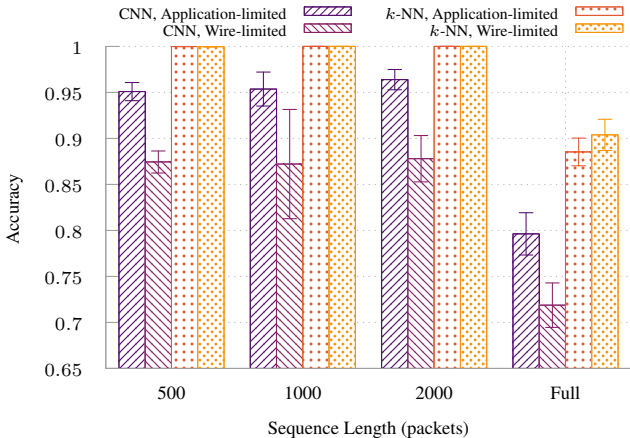 CNN, Application-limited
CNN, Wire-limited
k-NN, Application-limited
k-NN, Wire-limited
1
0.95
0.9
0.85
0.8
0.75
0.7
0.65
Accuracy
500 1000 2000 Full
Sequence Length (packets)